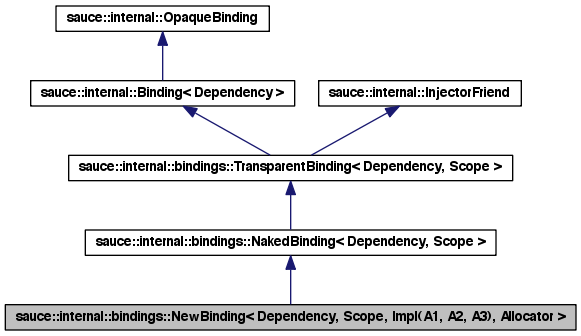 sauce::internal::OpaqueBinding
sauce::internal::Binding< Dependency >
sauce::internal::InjectorFriend
sauce::internal::bindings::TransparentBinding< Dependency, Scope >
sauce::internal::bindings::NakedBinding< Dependency, Scope >
sauce::internal::bindings::NewBinding< Dependency, Scope, Impl(A1, A2, A3), Allocator >